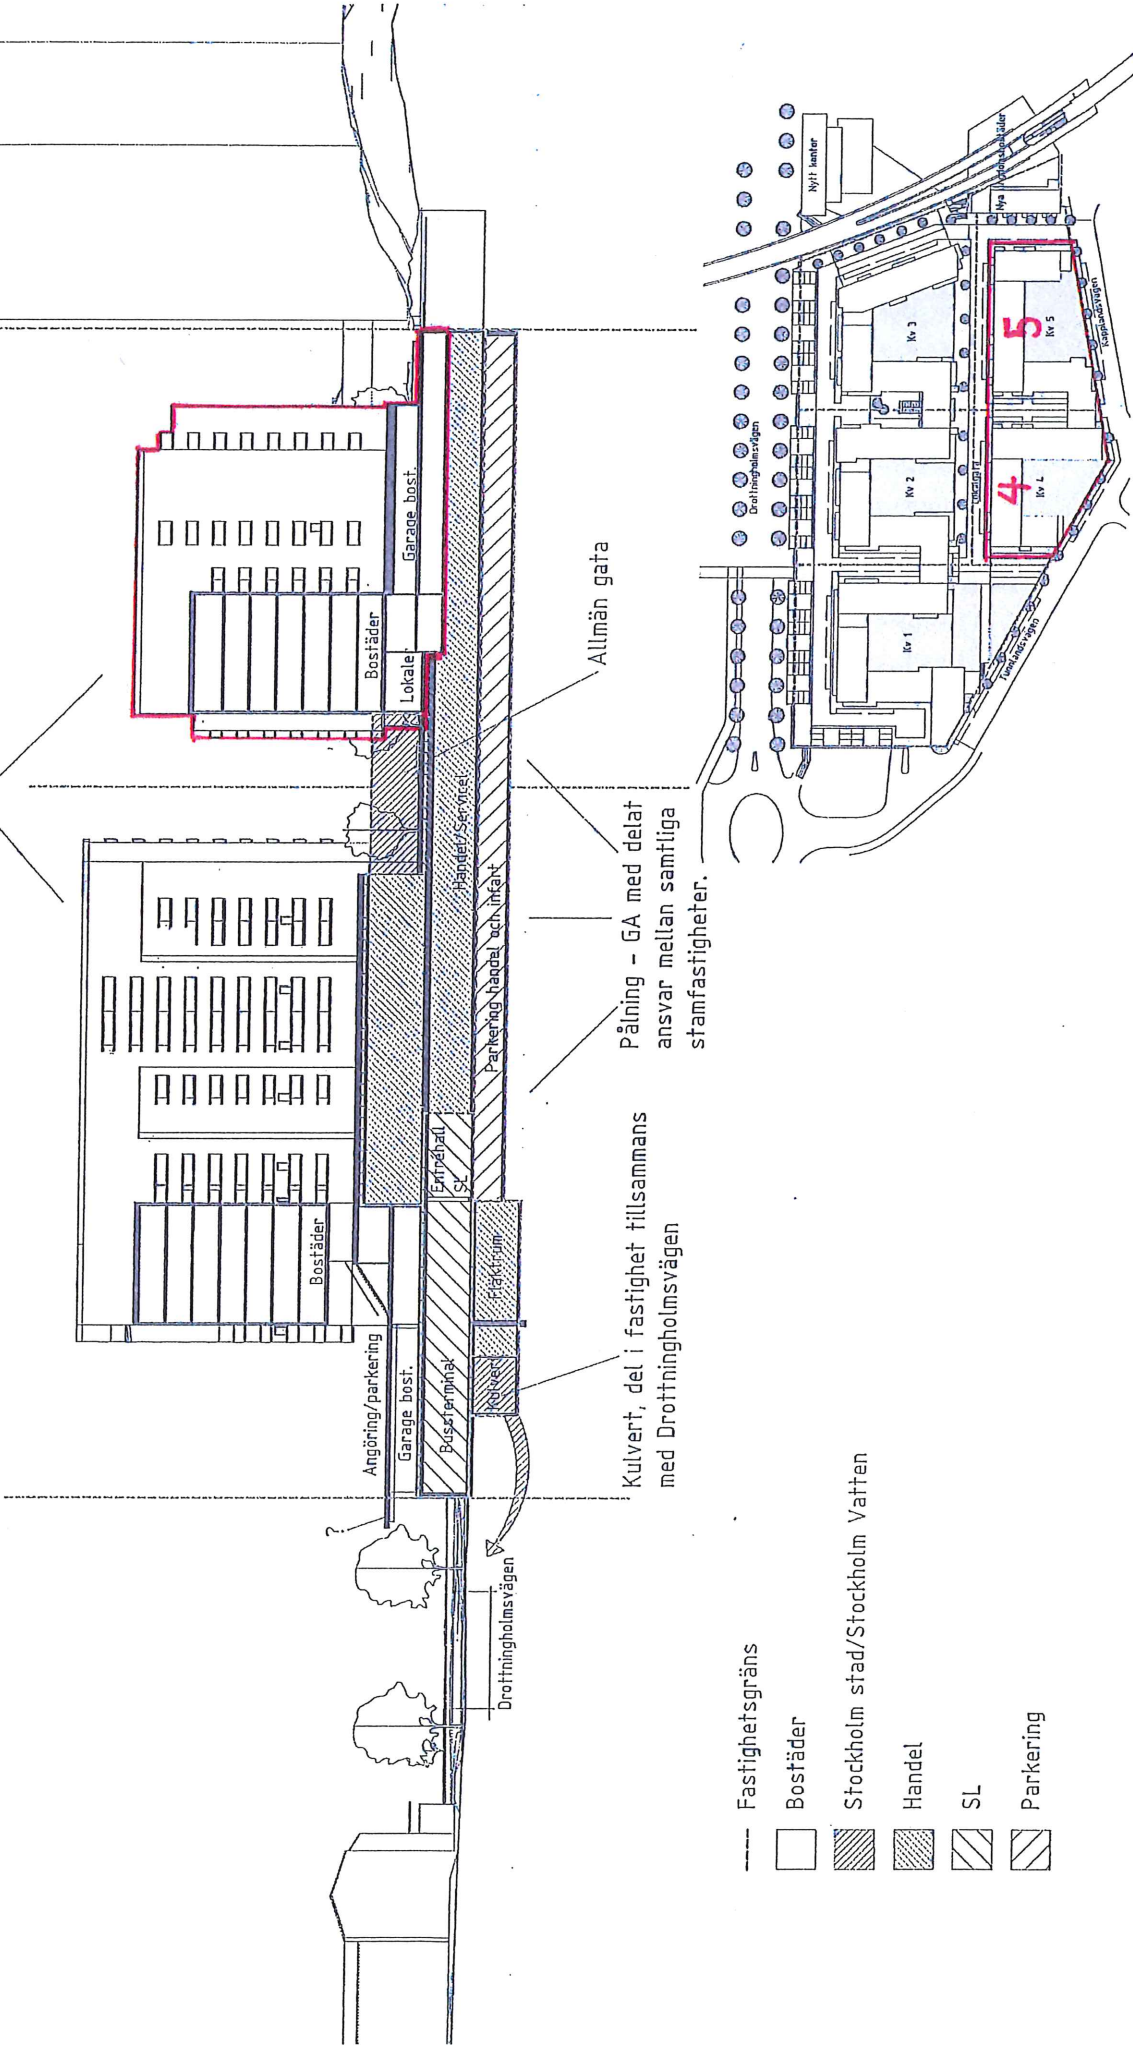 Bostäder
Garage bost.
Lokale
Handel/Service
Allmän gata
Parkering handel och infart
Entréhall
SL
Bostäder
Angöring/parkering
Garage bost.
Bussterminal
Fläktrum
Kulvert
?
Drottningholmsvägen
Pålning - GA med delat
ansvar mellan samtliga
stamfastigheter.
Kulvert, del i fastighet tillsammans
med Drottningholmsvägen
Fastighetsgräns
Bostäder
Stockholm stad/Stockholm Vatten
Handel
SL
Parkering
Drottningholmsvägen
Nytt kontor
Nya
Kv 1
Kv 2
Kv 3
Lokalgata
4
Kv 4
5
Kv 5
Tunnlandsvägen
Kapplandsvägen